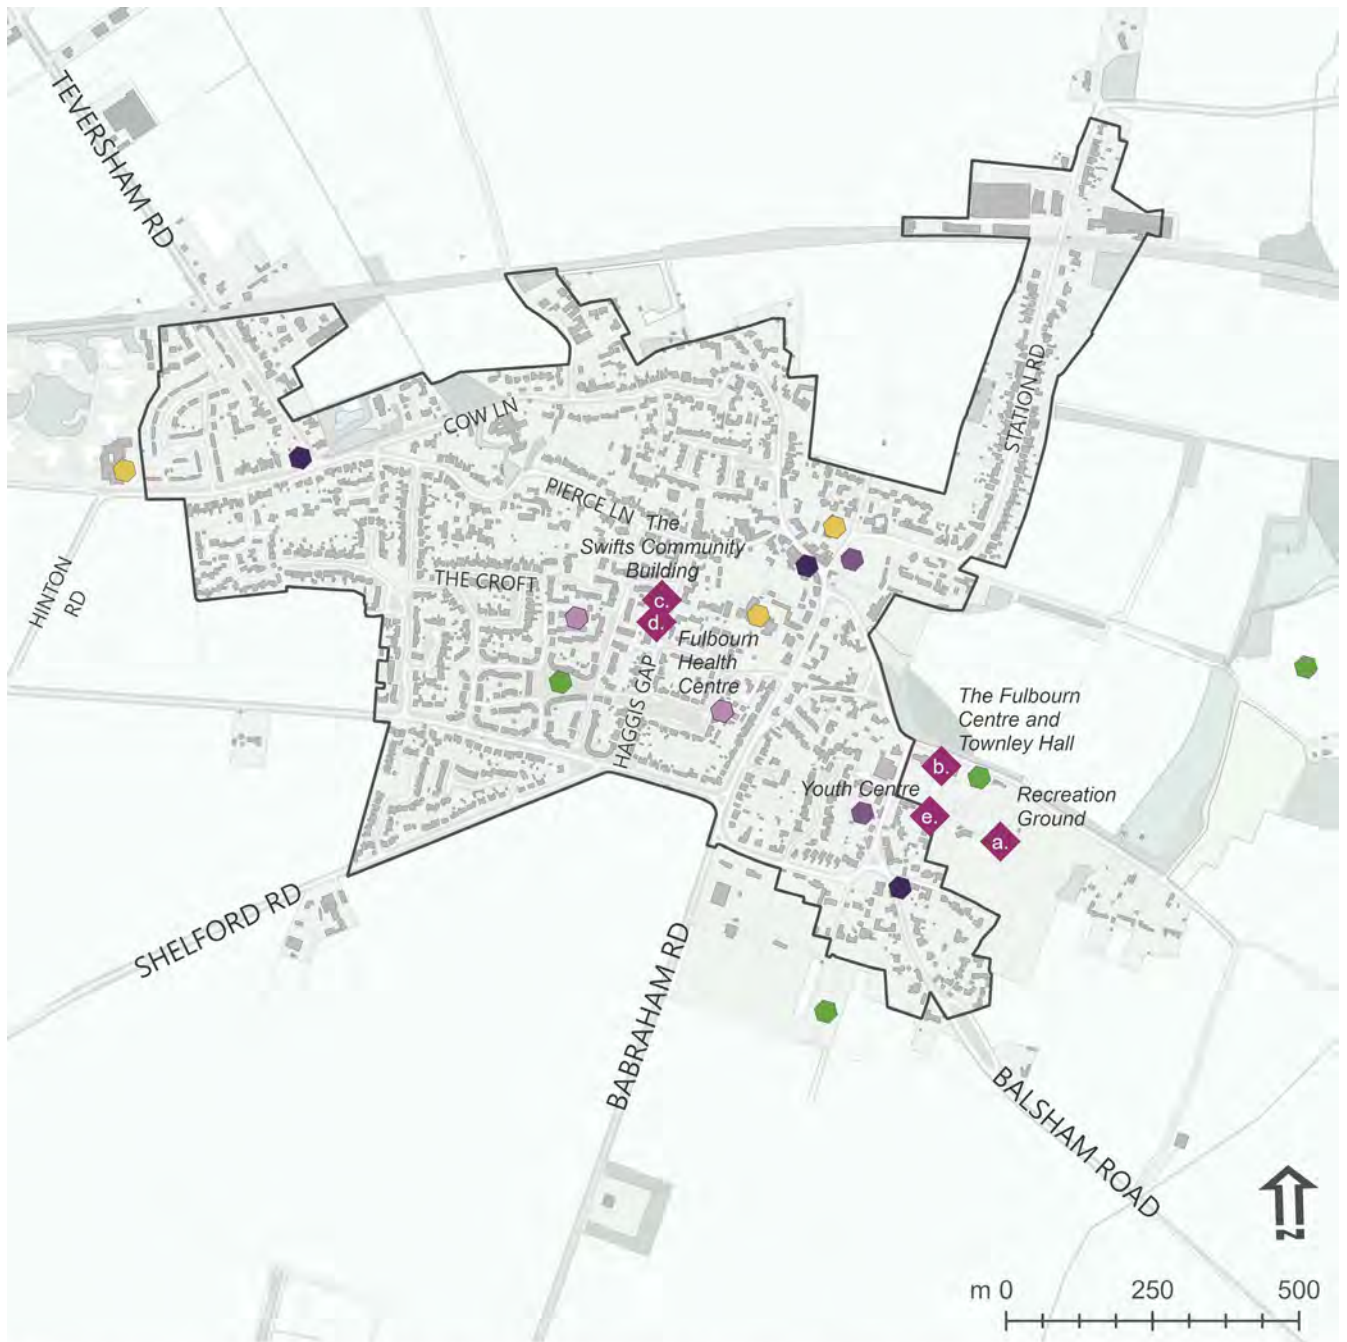 TEVERSHAM RD
STATION RD
COW LN
PIERCE LN
The
Swifts Community
Building
THE CROFT
HINTON
RD
c.
d.
Fulbourn
Health
Centre
HAGGIS GAP
The Fulbourn
Centre and
Townley Hall
b.
Youth Centre
Recreation
Ground
e.
a.
SHELFORD RD
BABRAHAM RD
BALSHAM ROAD
N
m 0 250 500